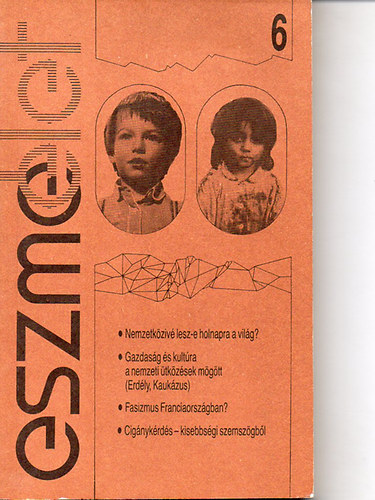 eszmélet
6
• Nemzetközivé lesz-e holnapra a világ?
• Gazdaság és kultúra
a nemzeti ütközések mögött
(Erdély, Kaukázus)
• Fasizmus Franciaországban?
• Cigánykérdés – kisebbségi szemszögből